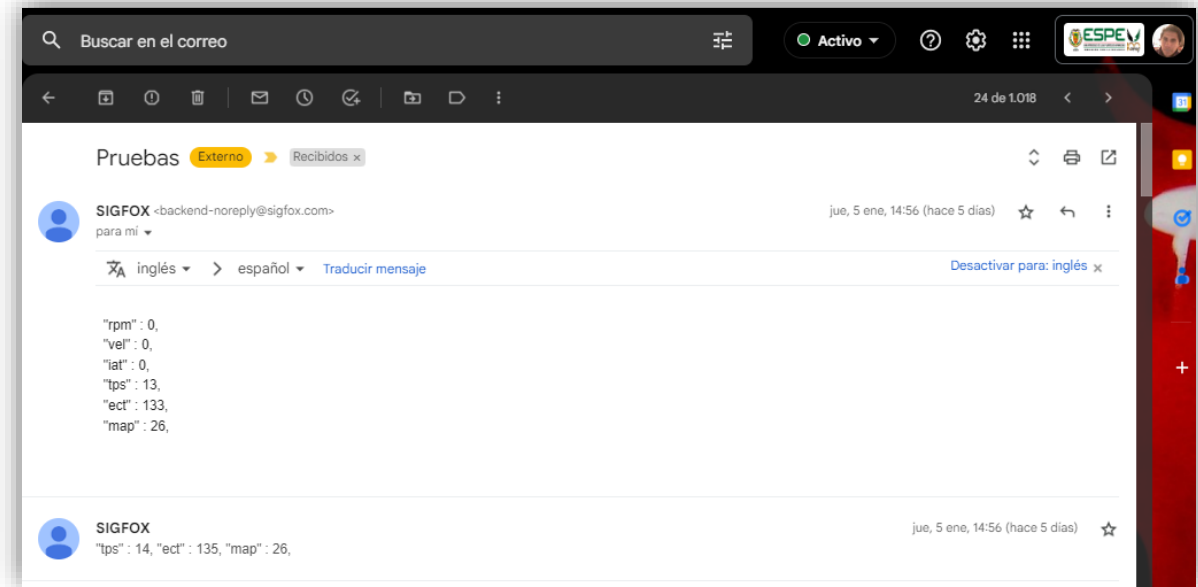 Buscar en el correo
Activo
ESPE
24 de 1.018
31
Pruebas Externo Recibidos x
SIGFOX <backend-noreply@sigfox.com>
jue, 5 ene, 14:56 (hace 5 días)
para mí
inglés > español Traducir mensaje
Desactivar para: inglés x
"rpm" : 0,
"vel" : 0,
"iat" : 0,
"tps" : 13,
"ect" : 133,
"map" : 26,
SIGFOX
jue, 5 ene, 14:56 (hace 5 días)
"tps" : 14, "ect" : 135, "map" : 26,